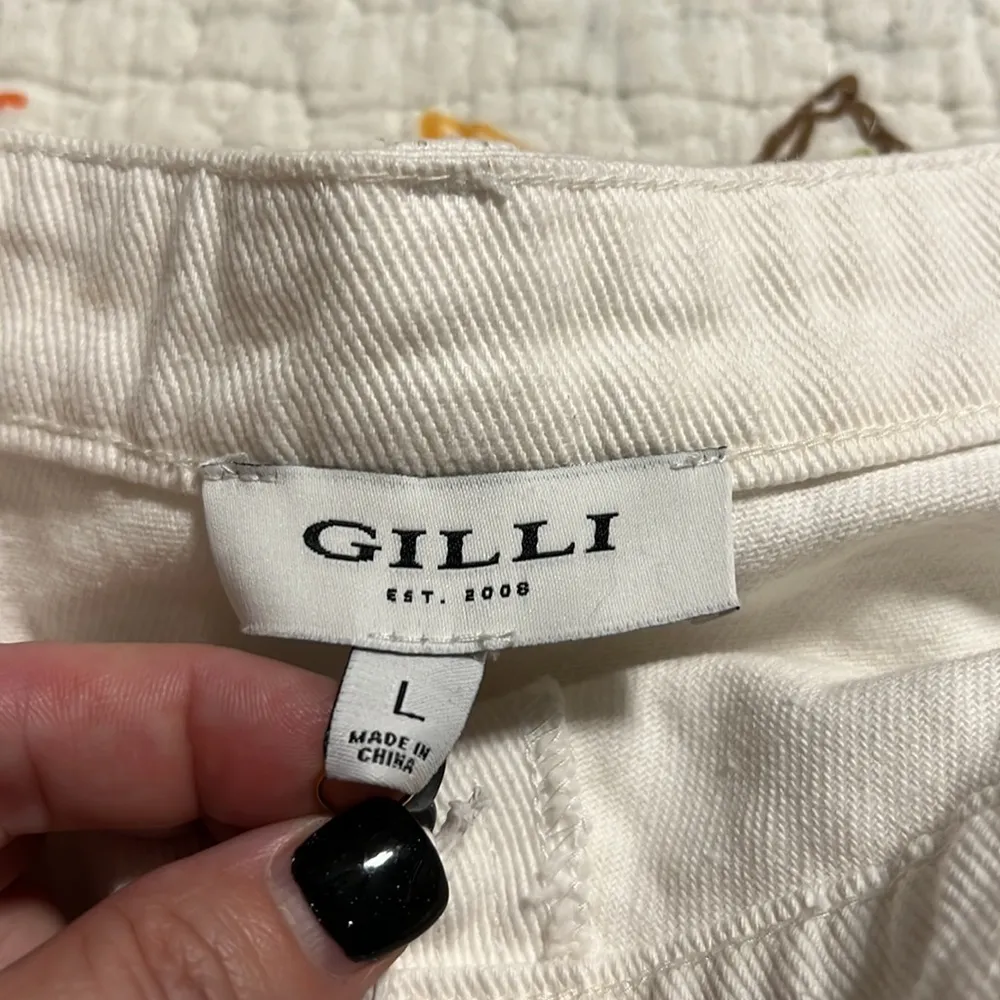 GILLI
EST. 2008
L
MADE IN
CHINA